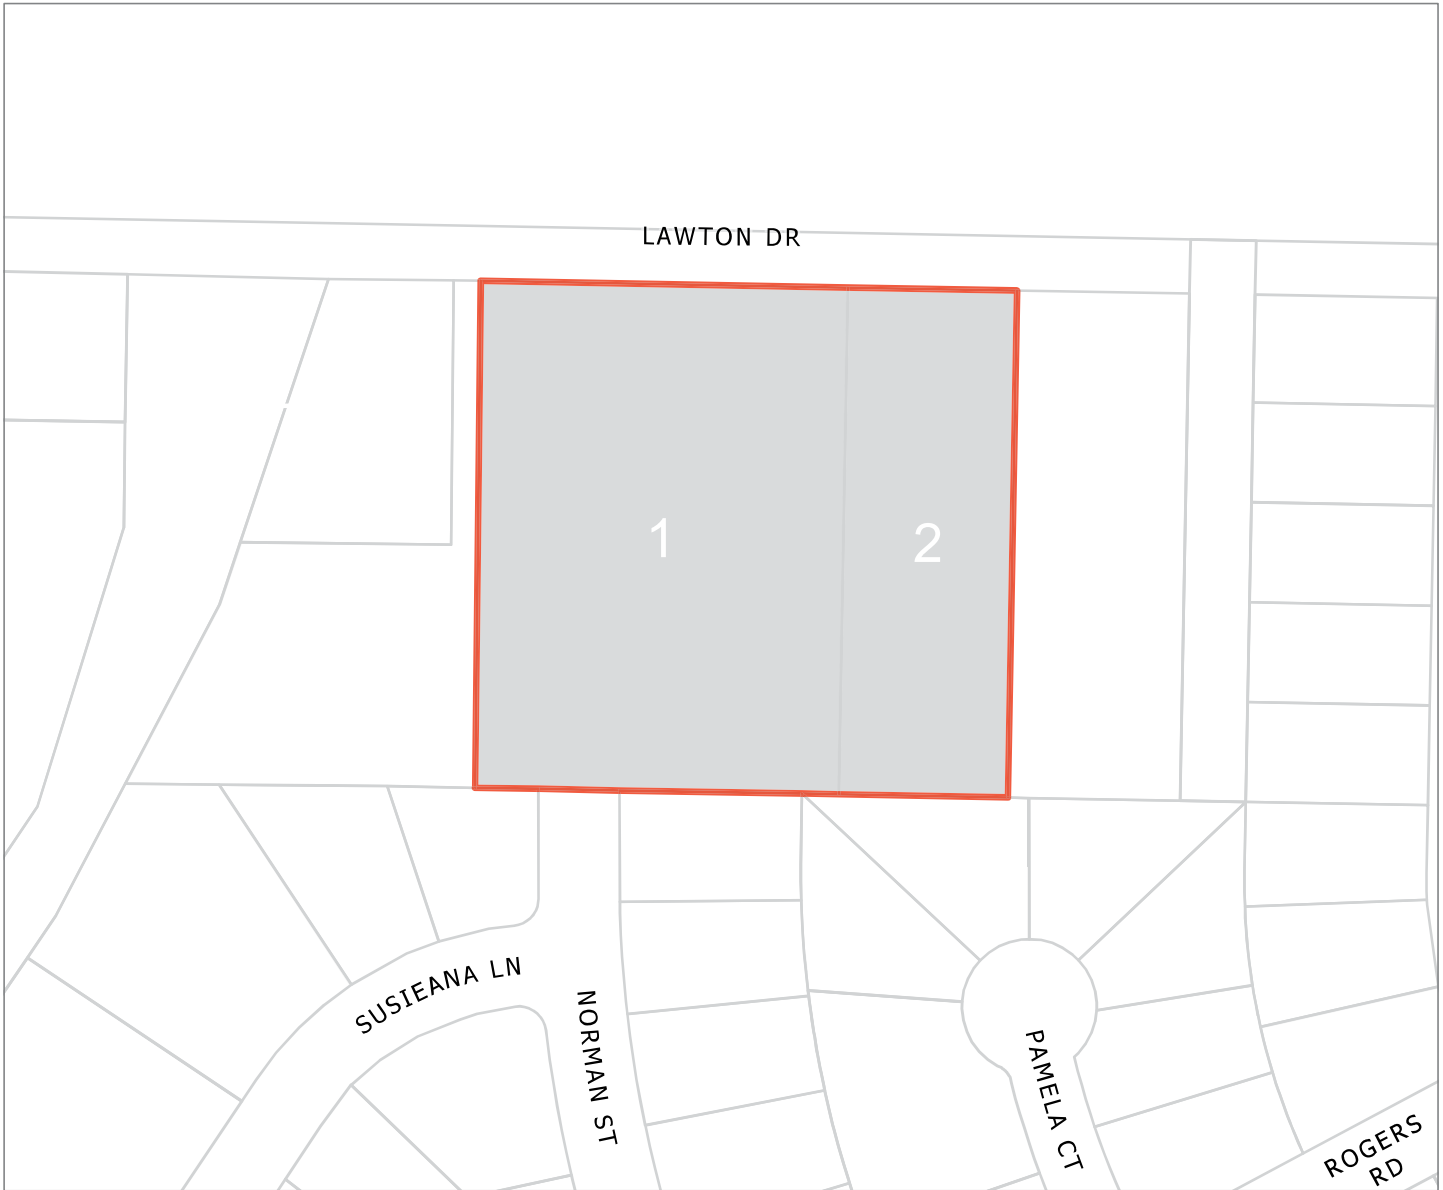 LAWTON DR
1
2
SUSIEANA LN
NORMAN ST
PAMELA CT
ROGERS
RD